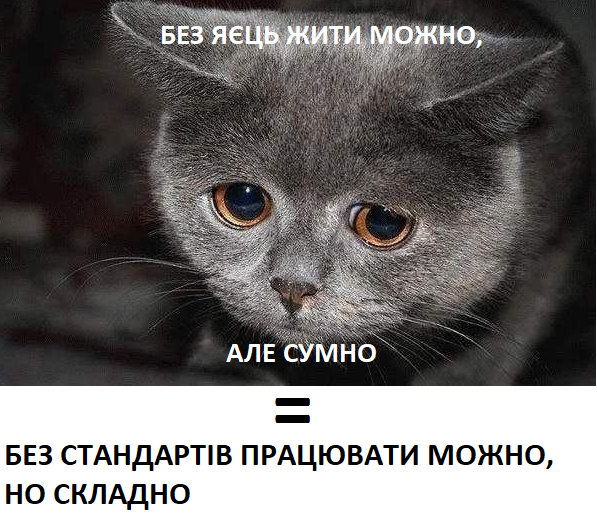 БЕЗ ЯЄЦЬ ЖИТИ МОЖНО,
АЛЕ СУМНО
=
БЕЗ СТАНДАРТІВ ПРАЦЮВАТИ МОЖНО,
НО СКЛАДНО